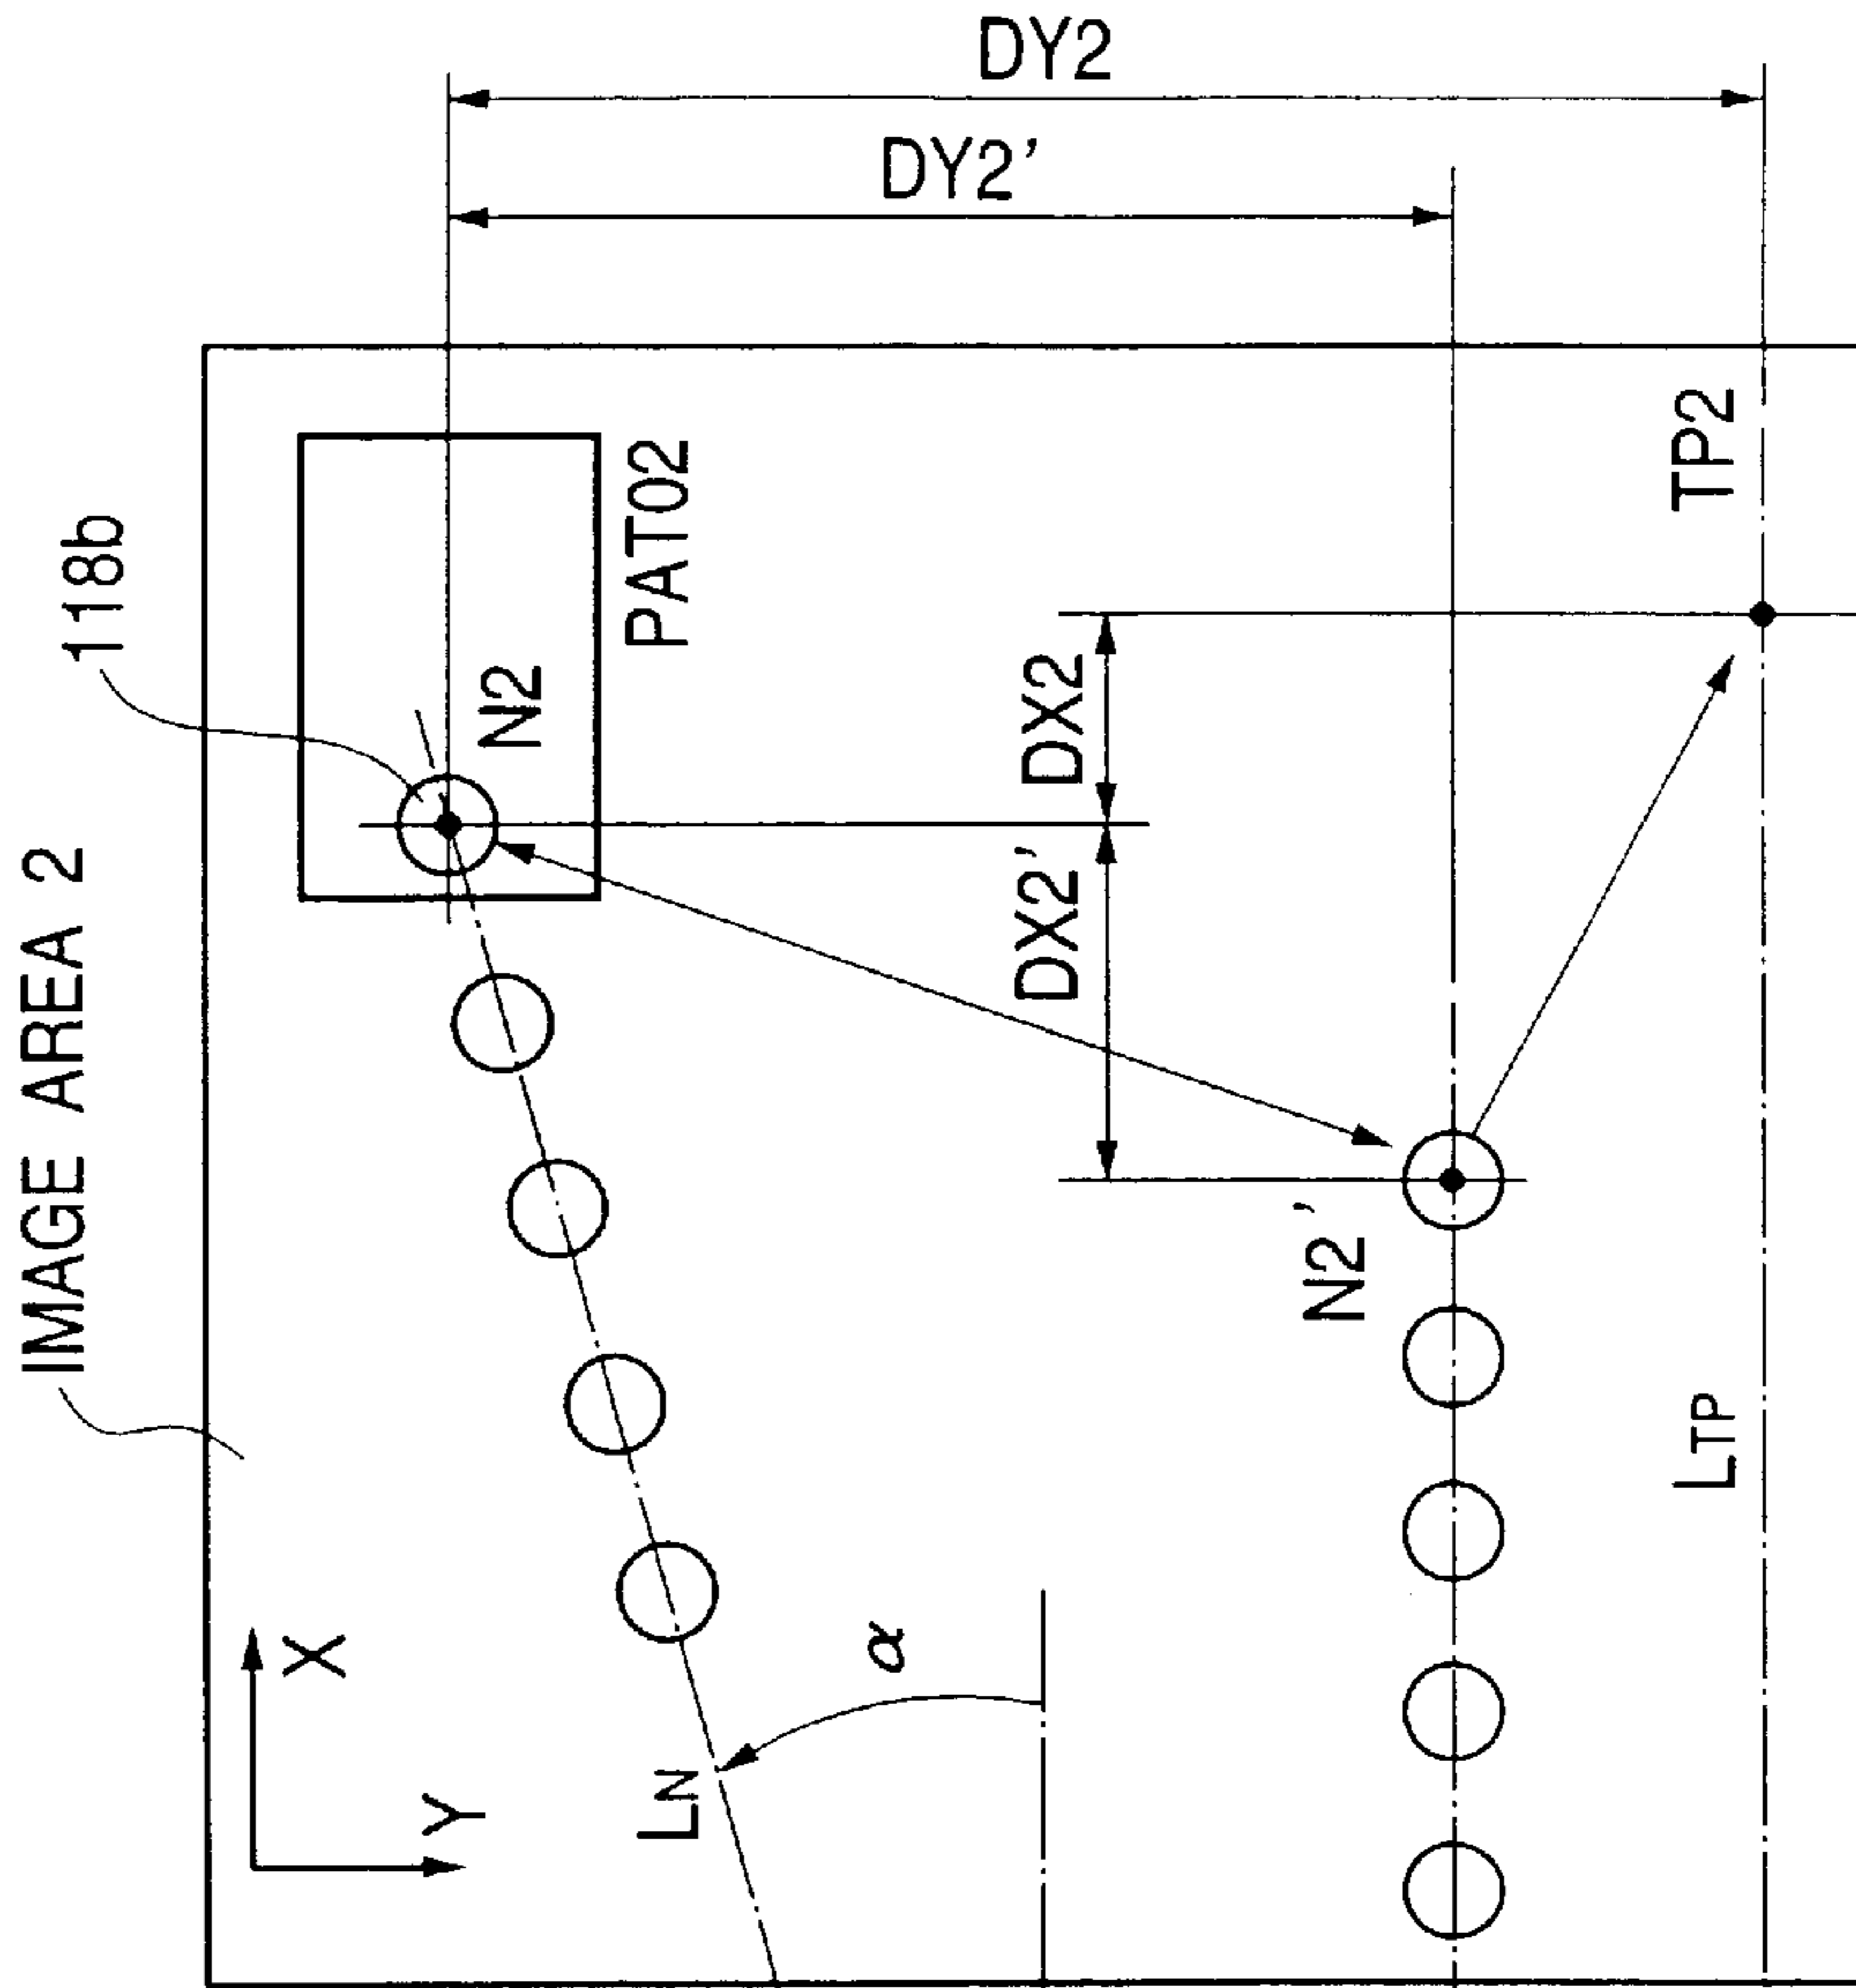 IMAGE AREA 2
118b
DY2
DY2'
PAT02
N2
TP2
DX2
DX2'
N2'
LTP
X
Y
α
LN